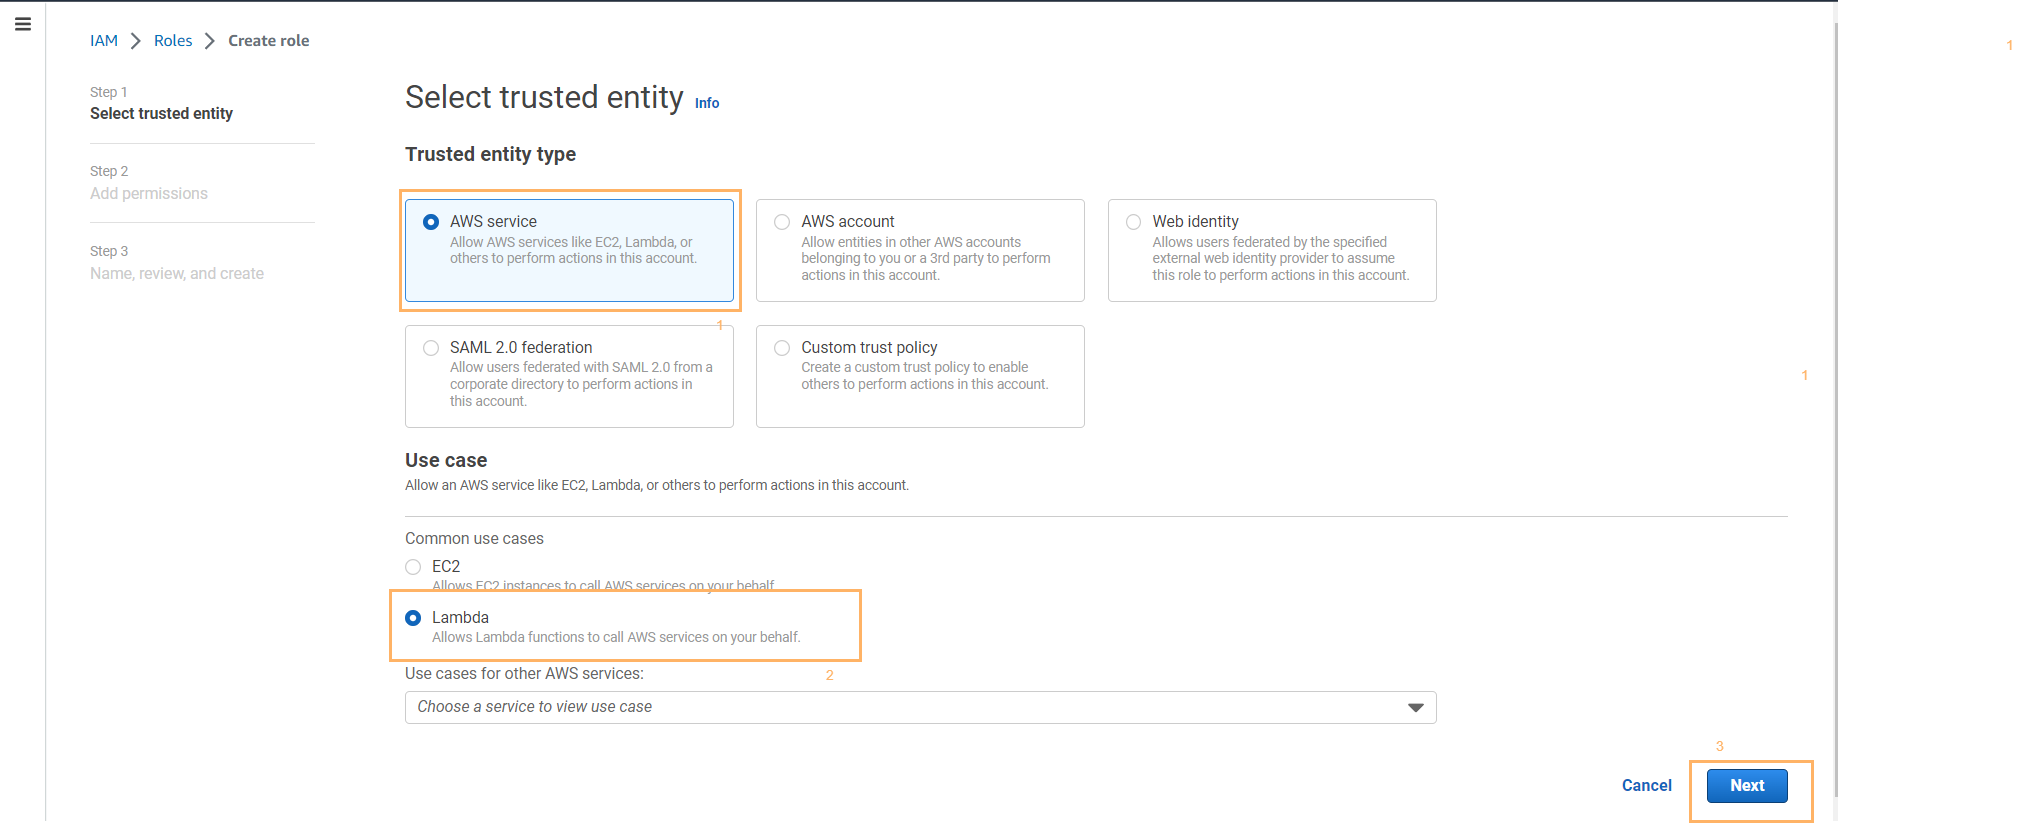 IAM > Roles > Create role
1
Step 1
Select trusted entity
Step 2
Add permissions
Step 3
Name, review, and create
Select trusted entity Info
Trusted entity type
AWS service
Allow AWS services like EC2, Lambda, or
others to perform actions in this account.
AWS account
Allow entities in other AWS accounts
belonging to you or a 3rd party to perform
actions in this account.
Web identity
Allows users federated by the specified
external web identity provider to assume
this role to perform actions in this account.
1
SAML 2.0 federation
Allow users federated with SAML 2.0 from a
corporate directory to perform actions in
this account.
Custom trust policy
Create a custom trust policy to enable
others to perform actions in this account.
1
Use case
Allow an AWS service like EC2, Lambda, or others to perform actions in this account.
Common use cases
EC2
Allows EC2 instances to call AWS services on your behalf.
Lambda
Allows Lambda functions to call AWS services on your behalf.
Use cases for other AWS services:
2
Choose a service to view use case
3
Cancel
Next